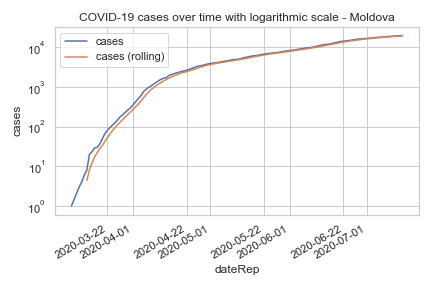 COVID-19 cases over time with logarithmic scale - Moldova
cases
cases (rolling)
10⁴
10³
10²
10¹
10⁰
cases
2020-03-22
2020-04-01
2020-04-22
2020-05-01
2020-05-22
2020-06-01
2020-06-22
2020-07-01
dateRep